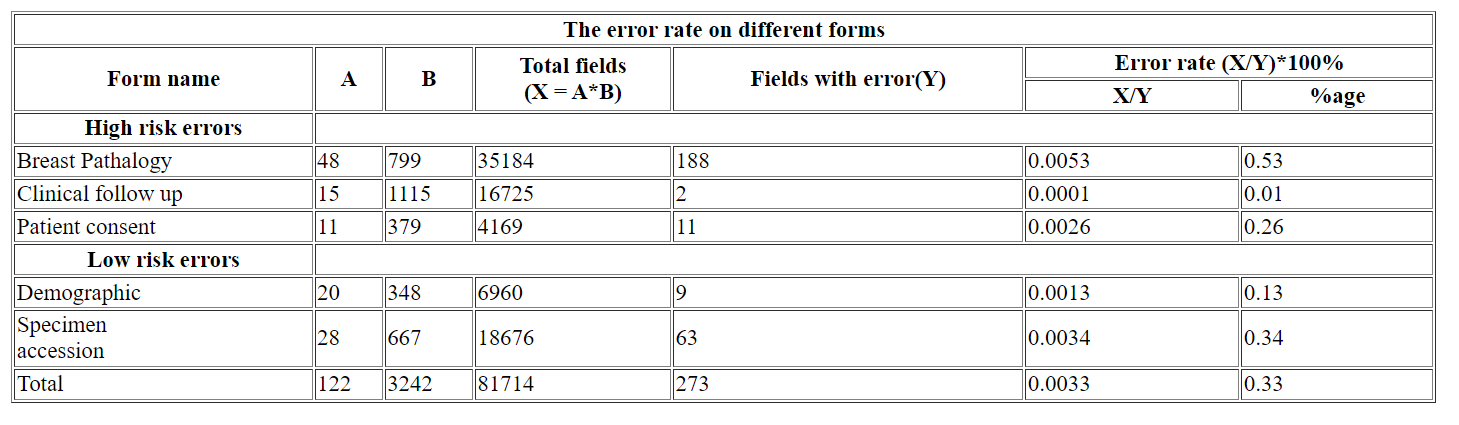 The error rate on different forms
Form name A B Total fields (X = A*B) Fields with error(Y) Error rate (X/Y)*100%
X/Y %age
High risk errors
Breast Pathalogy 48 799 35184 188 0.0053 0.53
Clinical follow up 15 1115 16725 2 0.0001 0.01
Patient consent 11 379 4169 11 0.0026 0.26
Low risk errors
Demographic 20 348 6960 9 0.0013 0.13
Specimen accession 28 667 18676 63 0.0034 0.34
Total 122 3242 81714 273 0.0033 0.33